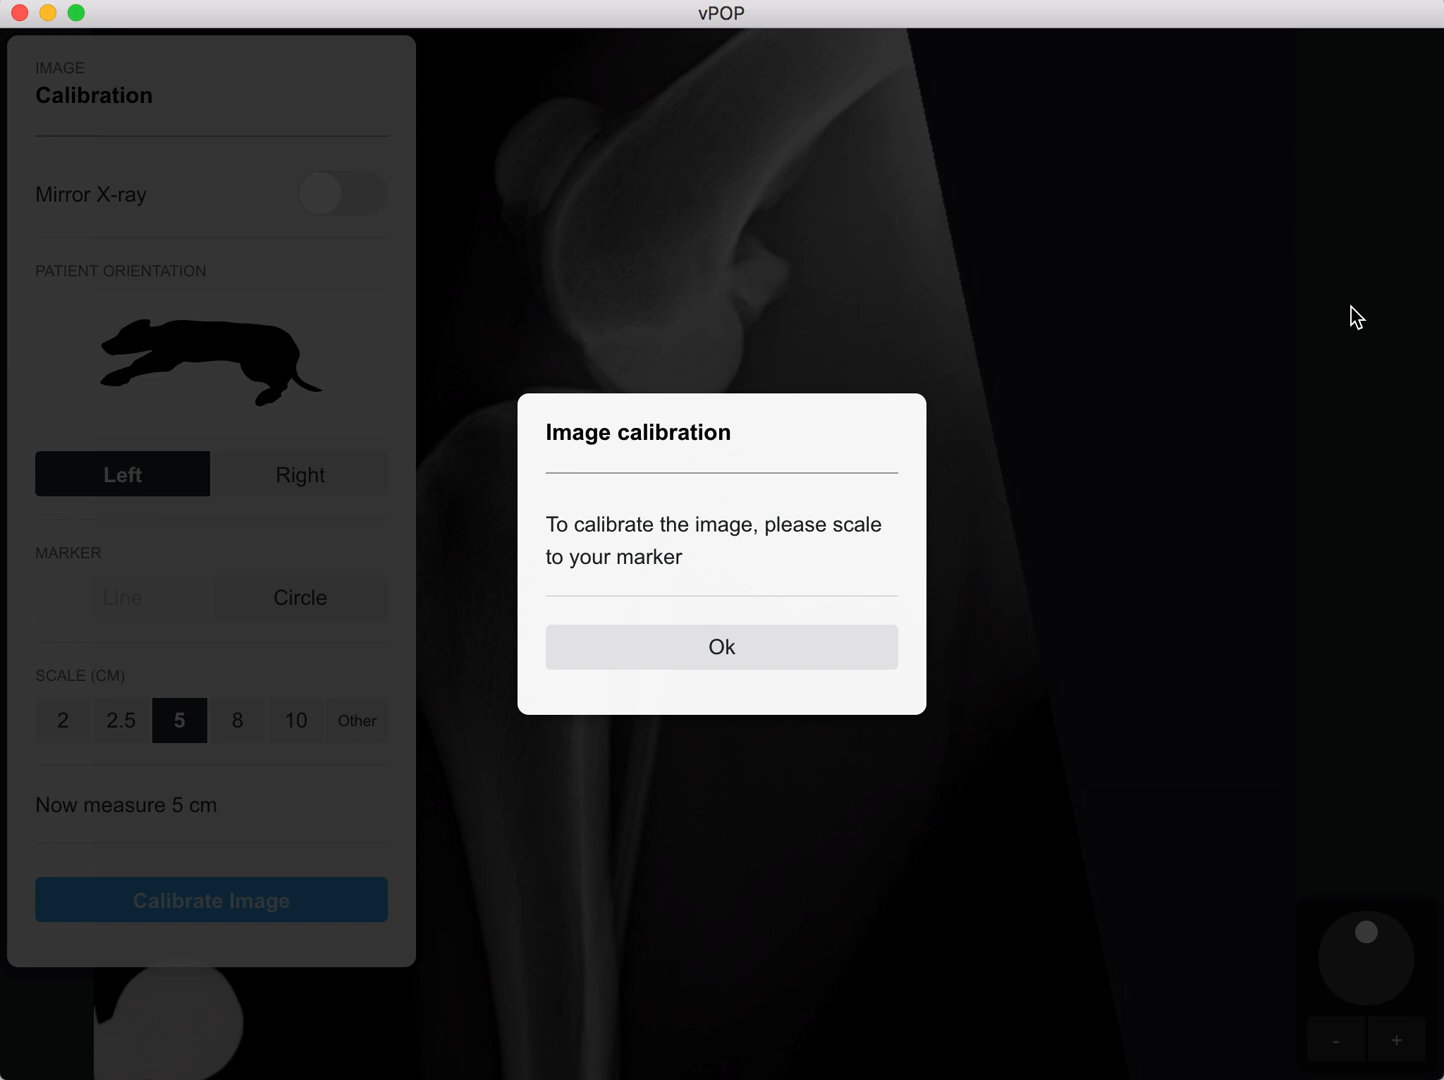 vPOP
IMAGE
Calibration
Mirror X-ray
PATIENT ORIENTATION
Left Right
MARKER
Line Circle
SCALE (CM)
2 2.5 5 8 10 Other
Now measure 5 cm
Calibrate Image
Image calibration
To calibrate the image, please scale
to your marker
Ok
- +